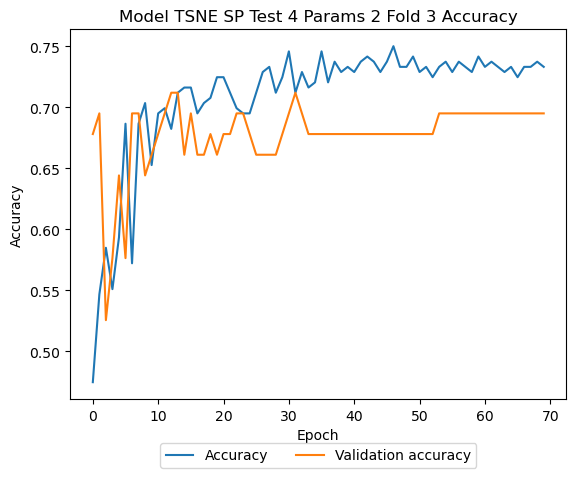 Model TSNE SP Test 4 Params 2 Fold 3 Accuracy
0.75
0.70
0.65
0.60
0.55
0.50
Accuracy
0 10 20 30 40 50 60 70
Epoch
Accuracy Validation accuracy